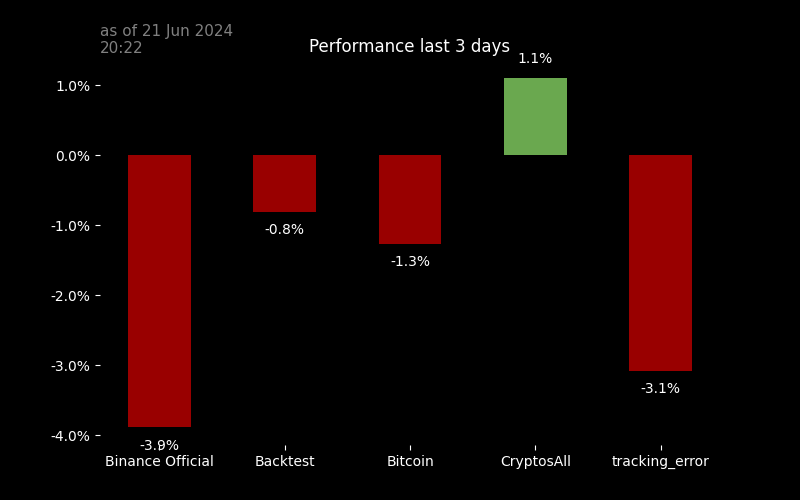 as of 21 Jun 2024
20:22
Performance last 3 days
1.1%
1.0%
0.0%
-1.0%
-2.0%
-3.0%
-4.0%
-0.8%
-1.3%
-3.1%
-3.9%
Binance Official
Backtest
Bitcoin
CryptosAll
tracking_error